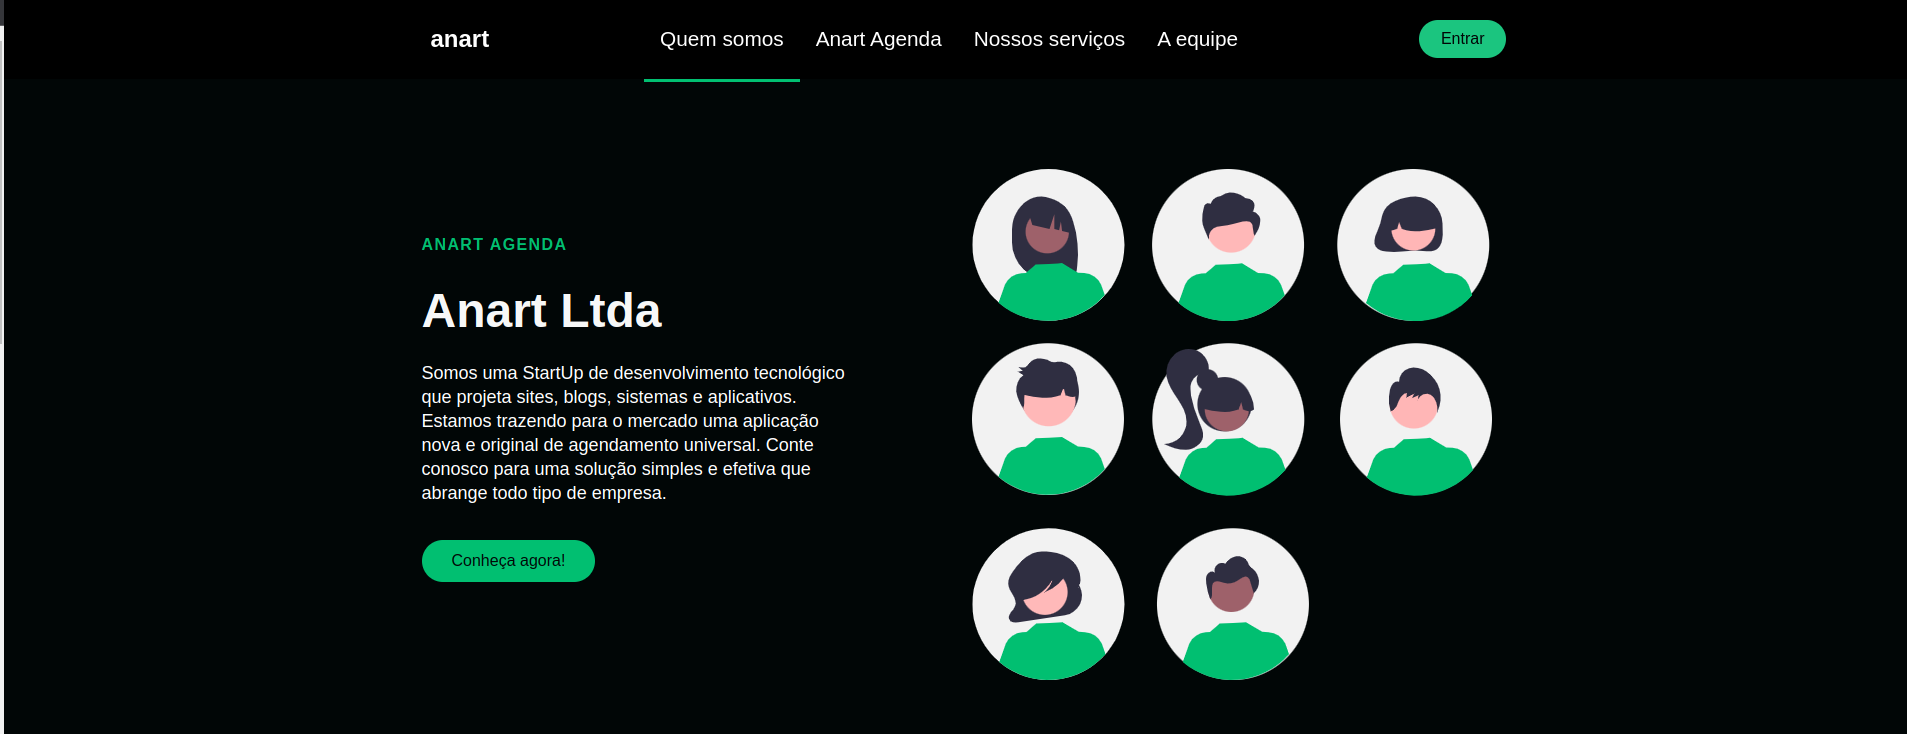 anart
Quem somos
Anart Agenda
Nossos serviços
A equipe
Entrar
ANART AGENDA
Anart Ltda
Somos uma StartUp de desenvolvimento tecnológico
que projeta sites, blogs, sistemas e aplicativos.
Estamos trazendo para o mercado uma aplicação
nova e original de agendamento universal. Conte
conosco para uma solução simples e efetiva que
abrange todo tipo de empresa.
Conheça agora!